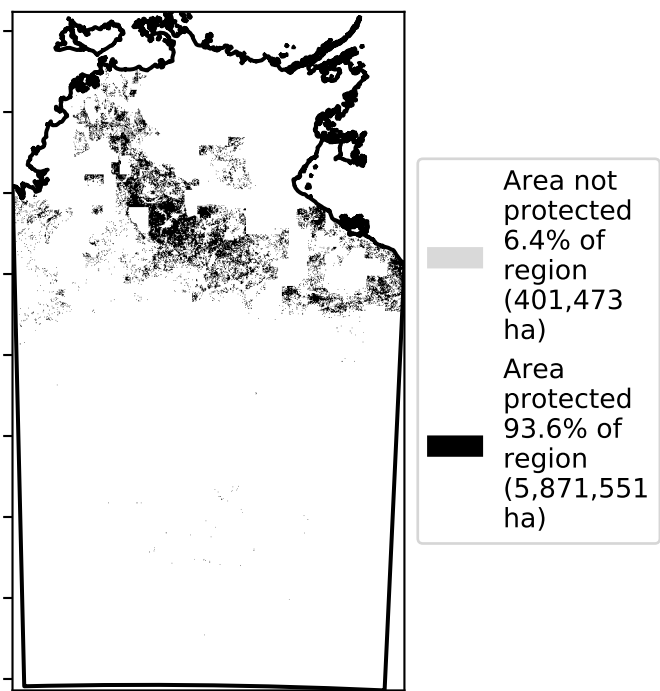 Area not
protected
6.4% of
region
(401,473
ha)
Area
protected
93.6% of
region
(5,871,551
ha)